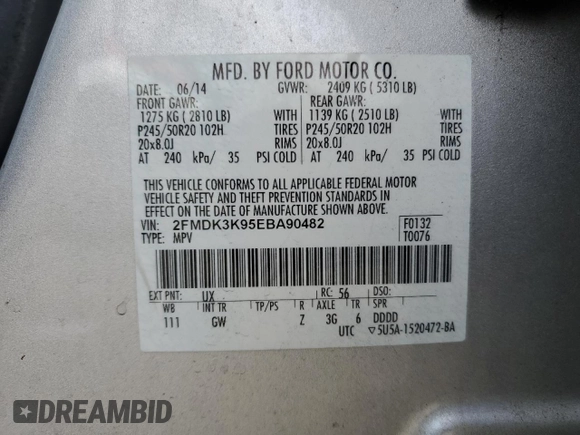 MFD. BY FORD MOTOR CO.
DATE: 06/14 GVWR: 2409 KG ( 5310 LB)
FRONT GAWR: REAR GAWR:
1275 KG ( 2810 LB) WITH 1139 KG ( 2510 LB) WITH
P245/50R20 102H TIRES P245/50R20 102H TIRES
20x8.0J RIMS 20x8.0J RIMS
AT 240 kPa/ 35 PSI COLD AT 240 kPa/ 35 PSI COLD
THIS VEHICLE CONFORMS TO ALL APPLICABLE FEDERAL MOTOR
VEHICLE SAFETY AND THEFT PREVENTION STANDARDS IN
EFFECT ON THE DATE OF MANUFACTURE SHOWN ABOVE.
VIN: 2FMDK3K95EBA90482 F0132
TYPE: MPV T0076
EXT PNT: UX RC: 56 DSO:
WB INT TR TP/PS R AXLE TR SPR
111 GW Z 3G 6 DDDD
UTC ▽5U5A-1520472-BA
DREAMBID